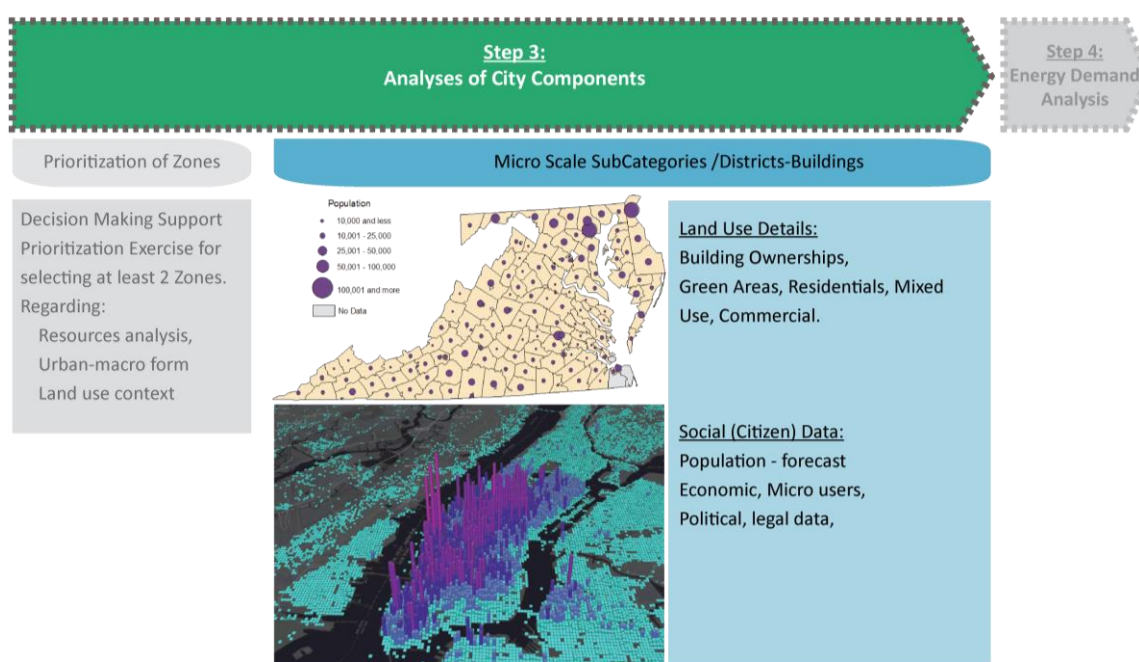 Step 3:
Analyses of City Components
Step 4:
Energy Demand
Analysis
Prioritization of Zones
Micro Scale SubCategories /Districts-Buildings
Decision Making Support
Prioritization Exercise for
selecting at least 2 Zones.
Regarding:
Resources analysis,
Urban-macro form
Land use context
Population
10,000 and less
10,001 - 25,000
25,001 - 50,000
50,001 - 100,000
100,001 and more
No Data
Land Use Details:
Building Ownerships,
Green Areas, Residentials, Mixed
Use, Commercial.
Social (Citizen) Data:
Population - forecast
Economic, Micro users,
Political, legal data,